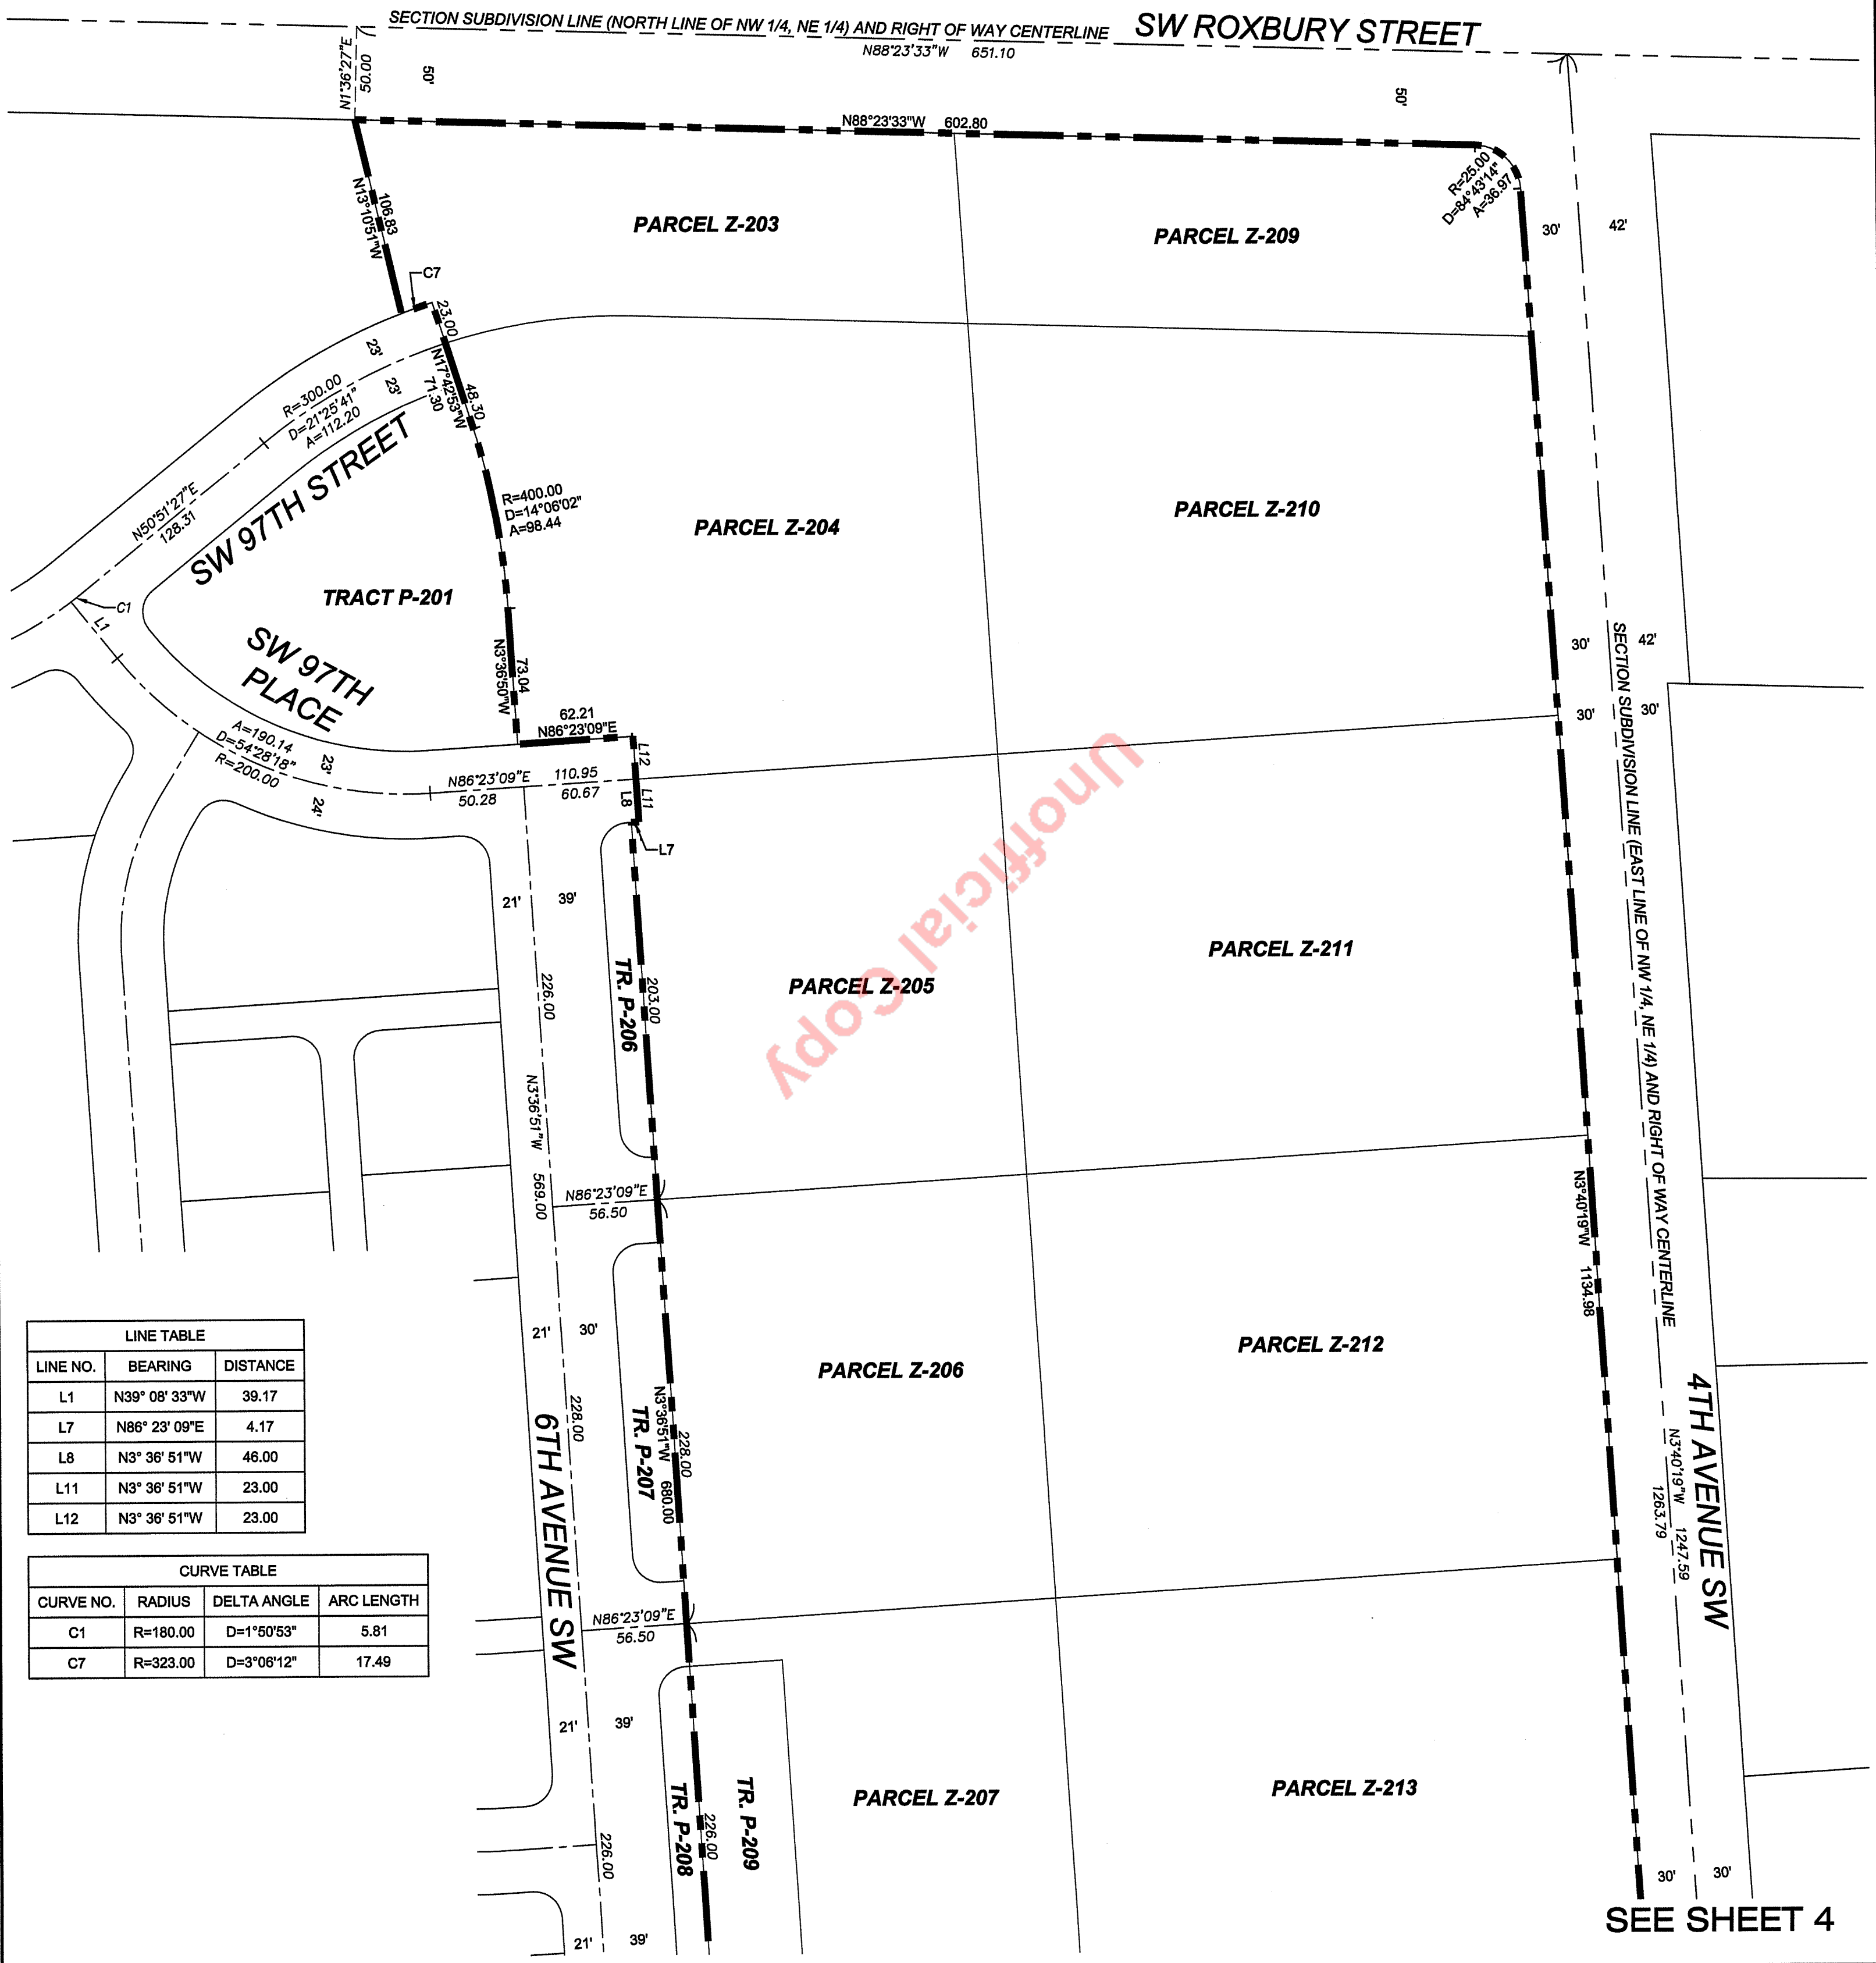 SECTION SUBDIVISION LINE (NORTH LINE OF NW 1/4, NE 1/4) AND RIGHT OF WAY CENTERLINE
SW ROXBURY STREET
N88°23'33"W 651.10
N1°36'27"E
50.00
50'
50'
N88°23'33"W 602.80
R=25.00
D=84°43'14"
A=36.97
106.83
N13°10'51"W
PARCEL Z-203
PARCEL Z-209
30'
42'
C7
23.00
23'
23'
N17°42'53"W
71.30
48.30
R=300.00
D=21°25'41"
A=112.20
N50°51'27"E
128.31
SW 97TH STREET
R=400.00
D=14°06'02"
A=98.44
PARCEL Z-204
PARCEL Z-210
TRACT P-201
C1
L1
SW 97TH
PLACE
N3°36'50"W
73.04
30'
42'
SECTION SUBDIVISION LINE (EAST LINE OF NW 1/4, NE 1/4) AND RIGHT OF WAY CENTERLINE
62.21
N86°23'09"E
30'
30'
A=190.14
D=54°28'18"
R=200.00
23'
24'
N86°23'09"E 110.95
50.28
60.67
L12
L8
L11
L7
Unofficial Copy
21'
39'
226.00
TR. P-206
203.00
PARCEL Z-205
PARCEL Z-211
N3°36'51"W
569.00
N86°23'09"E
56.50
N3°40'19"W
1134.98
21'
30'
LINE TABLE
LINE NO. BEARING DISTANCE
L1 N39° 08' 33"W 39.17
L7 N86° 23' 09"E 4.17
L8 N3° 36' 51"W 46.00
L11 N3° 36' 51"W 23.00
L12 N3° 36' 51"W 23.00
PARCEL Z-206
PARCEL Z-212
6TH AVENUE SW
228.00
TR. P-207
N3°36'51"W
680.00
228.00
4TH AVENUE SW
N3°40'19"W 1247.59
1263.79
CURVE TABLE
CURVE NO. RADIUS DELTA ANGLE ARC LENGTH
C1 R=180.00 D=1°50'53" 5.81
C7 R=323.00 D=3°06'12" 17.49
N86°23'09"E
56.50
21'
39'
TR. P-208
226.00
TR. P-209
PARCEL Z-207
PARCEL Z-213
226.00
30'
30'
21'
39'
SEE SHEET 4